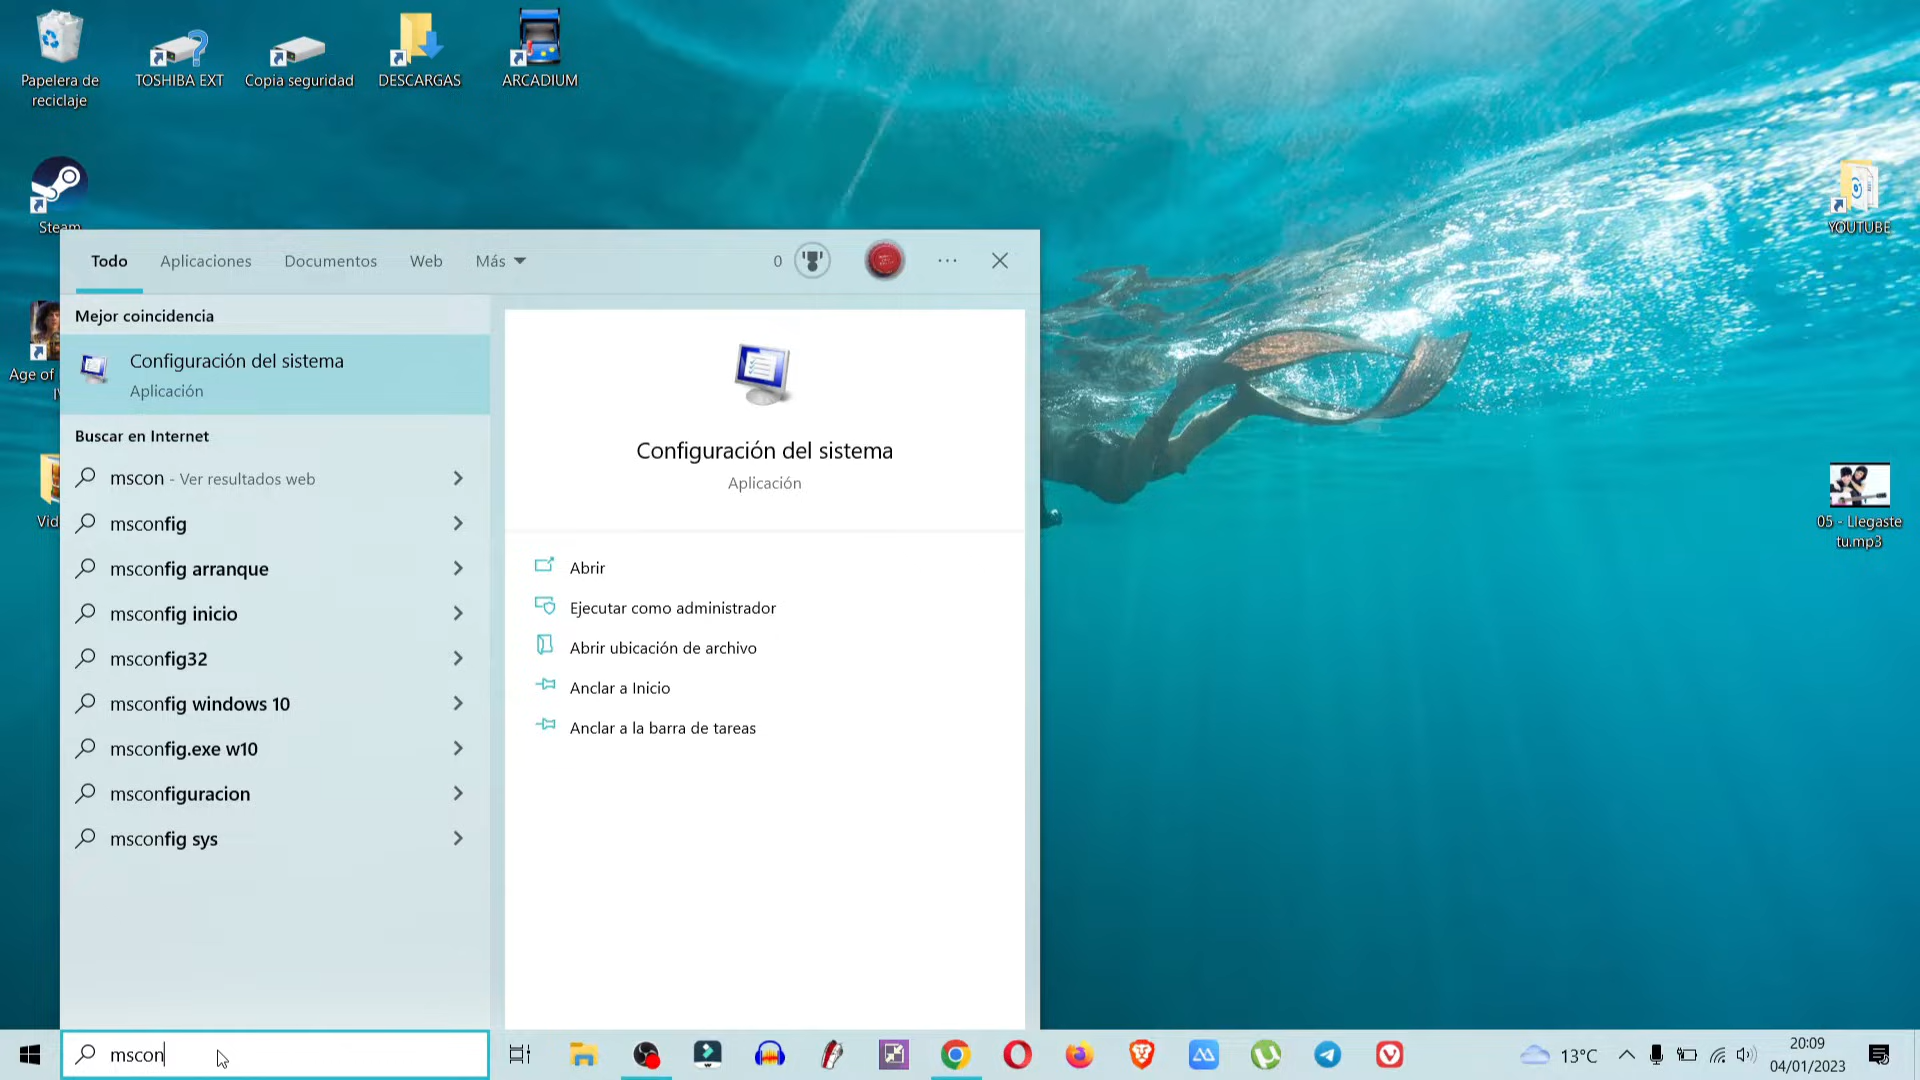 Papelera de
reciclaje
TOSHIBA EXT
Copia seguridad
DESCARGAS
ARCADIUM
Steam
YOUTUBE
Todo
Aplicaciones
Documentos
Web
Más
0
Mejor coincidencia
Configuración del sistema
Aplicación
Age of
Buscar en Internet
mscon - Ver resultados web
msconfig
msconfig arranque
msconfig inicio
msconfig32
msconfig windows 10
msconfig.exe w10
msconfiguracion
msconfig sys
Vid
Configuración del sistema
Aplicación
Abrir
Ejecutar como administrador
Abrir ubicación de archivo
Anclar a Inicio
Anclar a la barra de tareas
05 - Llegaste
tu.mp3
mscon
13°C
20:09
04/01/2023